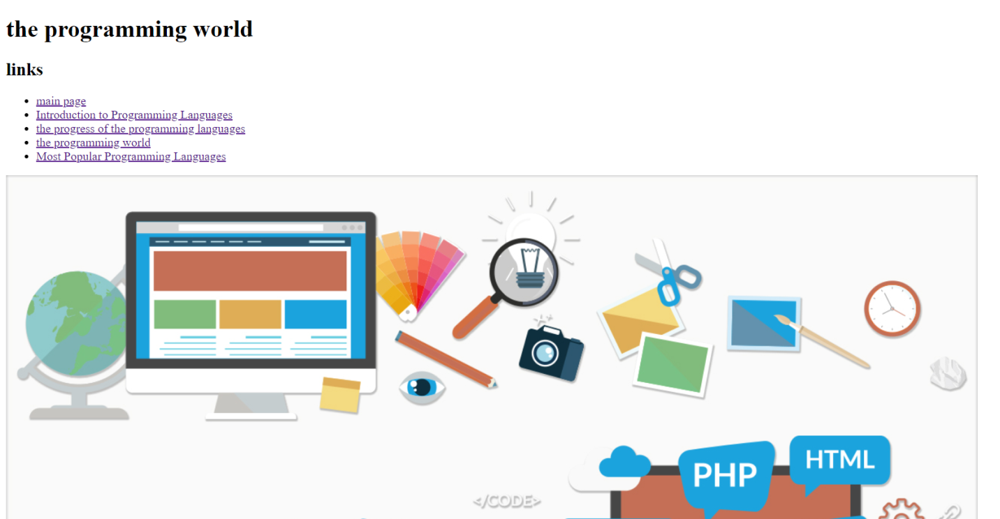 the programming world
links
main page
Introduction to Programming Languages
the progress of the programming languages
the programming world
Most Popular Programming Languages
HTML
PHP
</CODE>